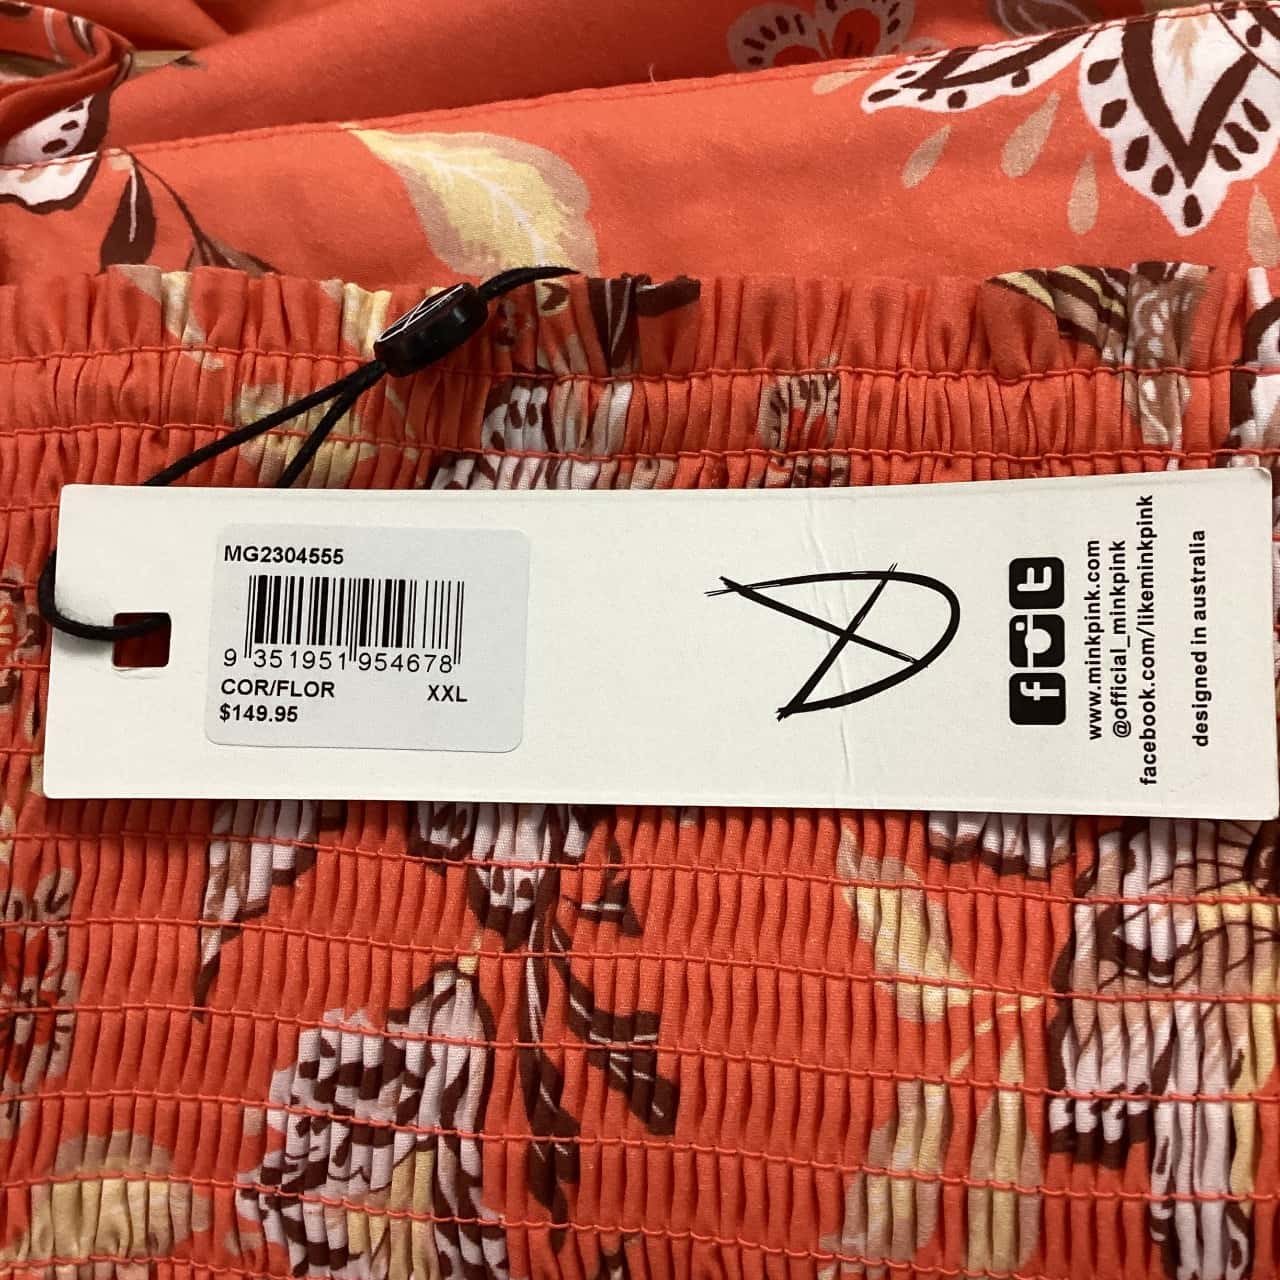 MG2304555
9 351951 954678
COR/FLOR XXL
$149.95
www.minkpink.com
@official_minkpink
facebook.com/likeminkpink
designed in australia